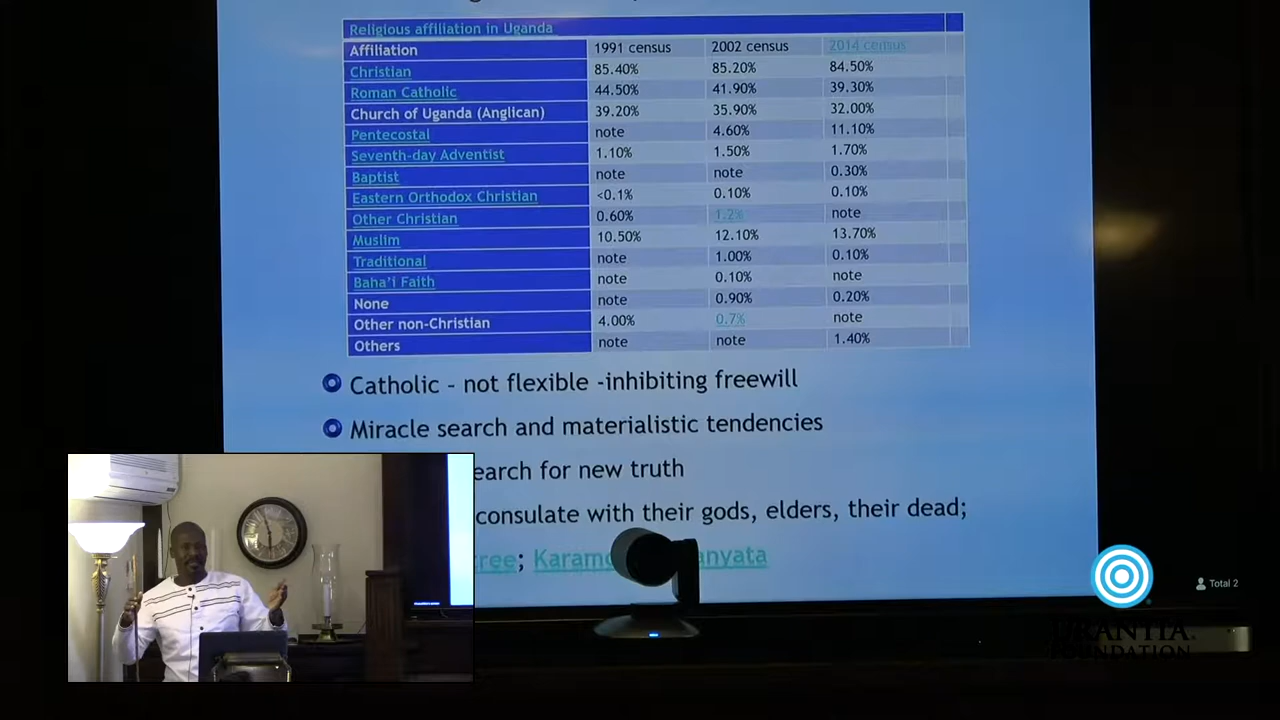 Religious affiliation in Uganda
Affiliation 1991 census 2002 census 2014 census
Christian 85.40% 85.20% 84.50%
Roman Catholic 44.50% 41.90% 39.30%
Church of Uganda (Anglican) 39.20% 35.90% 32.00%
Pentecostal note 4.60% 11.10%
Seventh-day Adventist 1.10% 1.50% 1.70%
Baptist note note 0.30%
Eastern Orthodox Christian <0.1% 0.10% 0.10%
Other Christian 0.60% 1.2% note
Muslim 10.50% 12.10% 13.70%
Traditional note 1.00% 0.10%
Baha'i Faith note 0.10% note
None note 0.90% 0.20%
Other non-Christian 4.00% 0.7% note
Others note note 1.40%
Catholic - not flexible -inhibiting freewill
Miracle search and materialistic tendencies
earch for new truth
consulate with their gods, elders, their dead;
tree; Karamo anyata
Total 2
URANTIA
FOUNDATION